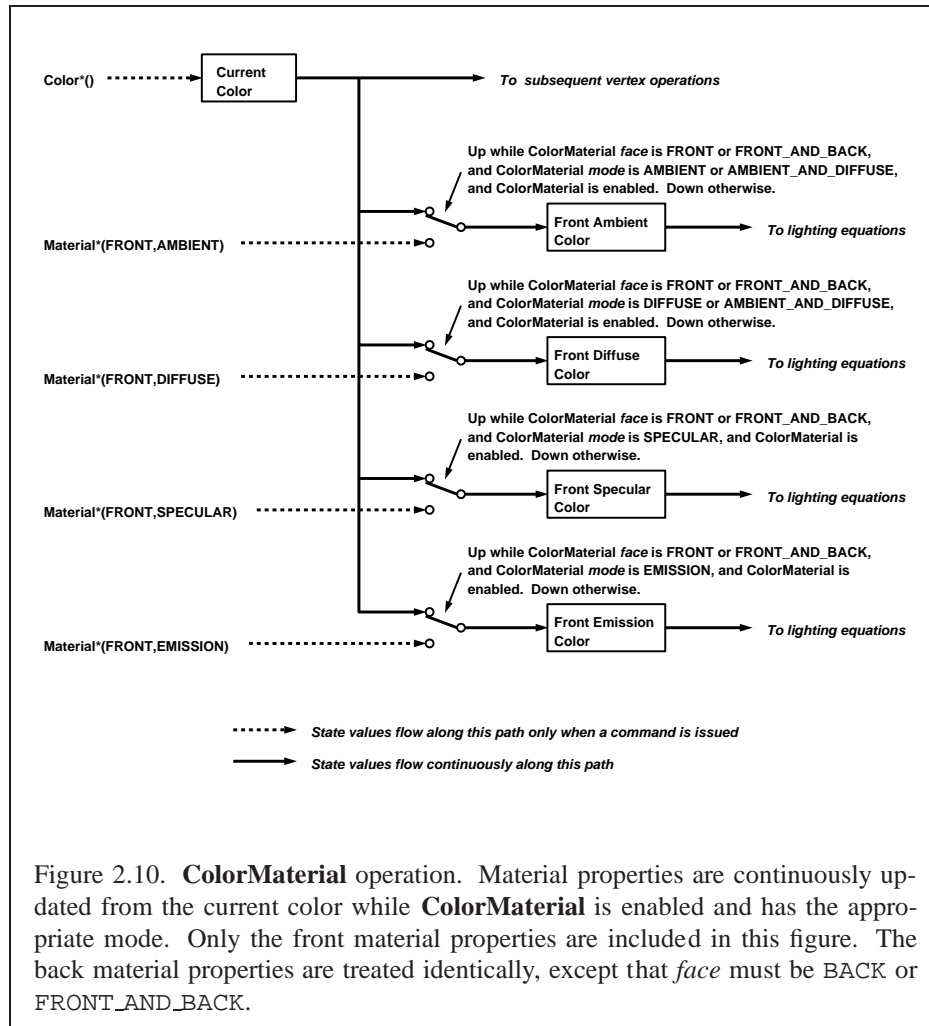 Color*()
Current
Color
To subsequent vertex operations
Up while ColorMaterial face is FRONT or FRONT_AND_BACK,
and ColorMaterial mode is AMBIENT or AMBIENT_AND_DIFFUSE,
and ColorMaterial is enabled. Down otherwise.
Front Ambient
Color
To lighting equations
Material*(FRONT,AMBIENT)
Up while ColorMaterial face is FRONT or FRONT_AND_BACK,
and ColorMaterial mode is DIFFUSE or AMBIENT_AND_DIFFUSE,
and ColorMaterial is enabled. Down otherwise.
Front Diffuse
Color
To lighting equations
Material*(FRONT,DIFFUSE)
Up while ColorMaterial face is FRONT or FRONT_AND_BACK,
and ColorMaterial mode is SPECULAR, and ColorMaterial is
enabled. Down otherwise.
Front Specular
Color
To lighting equations
Material*(FRONT,SPECULAR)
Up while ColorMaterial face is FRONT or FRONT_AND_BACK,
and ColorMaterial mode is EMISSION, and ColorMaterial is
enabled. Down otherwise.
Front Emission
Color
To lighting equations
Material*(FRONT,EMISSION)
State values flow along this path only when a command is issued
State values flow continuously along this path
Figure 2.10. ColorMaterial operation. Material properties are continuously up-
dated from the current color while ColorMaterial is enabled and has the appro-
priate mode. Only the front material properties are included in this figure. The
back material properties are treated identically, except that face must be BACK or
FRONT_AND_BACK.